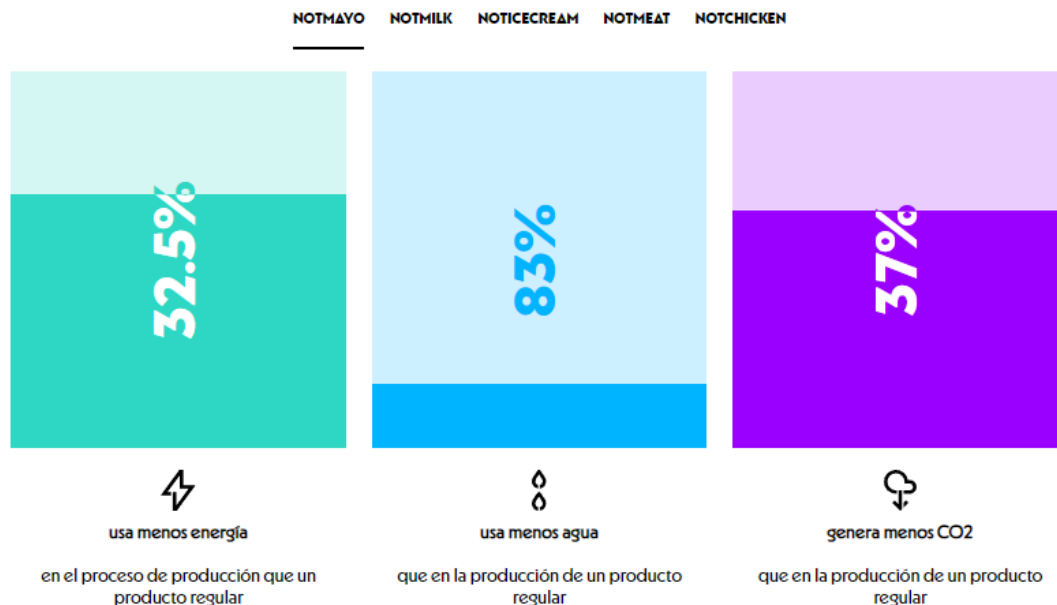 NOTMAYO NOTMILK NOTICECREAM NOTMEAT NOTCHICKEN
32.5%
83%
37%
usa menos energía
en el proceso de producción que un
producto regular
usa menos agua
que en la producción de un producto
regular
genera menos CO2
que en la producción de un producto
regular